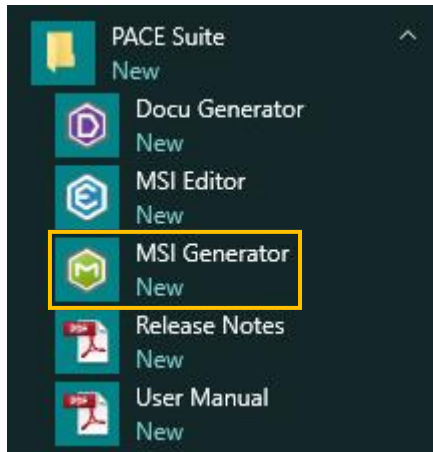 PACE Suite
New
Docu Generator
New
MSI Editor
New
MSI Generator
New
Release Notes
New
User Manual
New